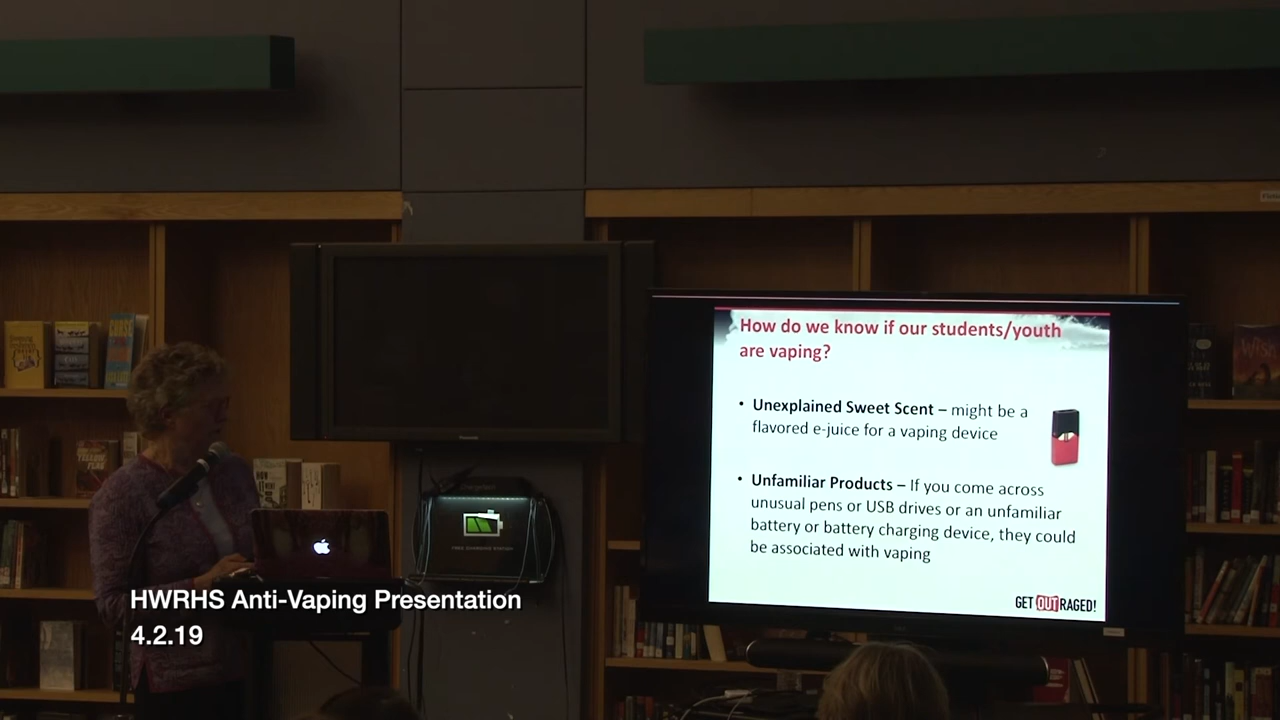 How do we know if our students/youth
are vaping?
• Unexplained Sweet Scent – might be a
flavored e-juice for a vaping device
• Unfamiliar Products – If you come across
unusual pens or USB drives or an unfamiliar
battery or battery charging device, they could
be associated with vaping
GET OUTRAGED!
HWRHS Anti-Vaping Presentation
4.2.19